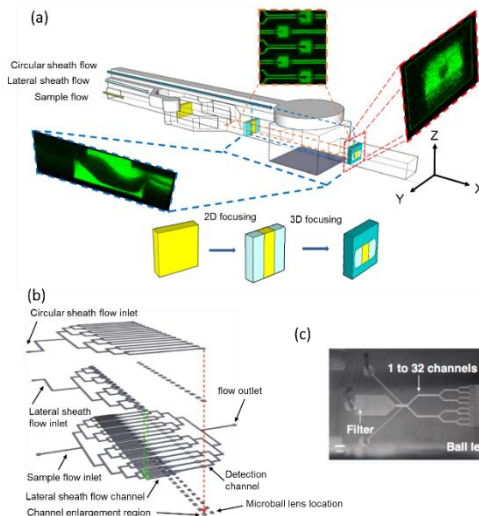 (a)
Circular sheath flow
Lateral sheath flow
Sample flow
Z
Y
X
2D focusing
3D focusing
(b)
Circular sheath flow inlet
Lateral sheath
flow inlet
flow outlet
Sample flow inlet
Detection
channel
Lateral sheath flow channel
Channel enlargement region
Microball lens location
(c)
1 to 32 channels
Filter
Ball le